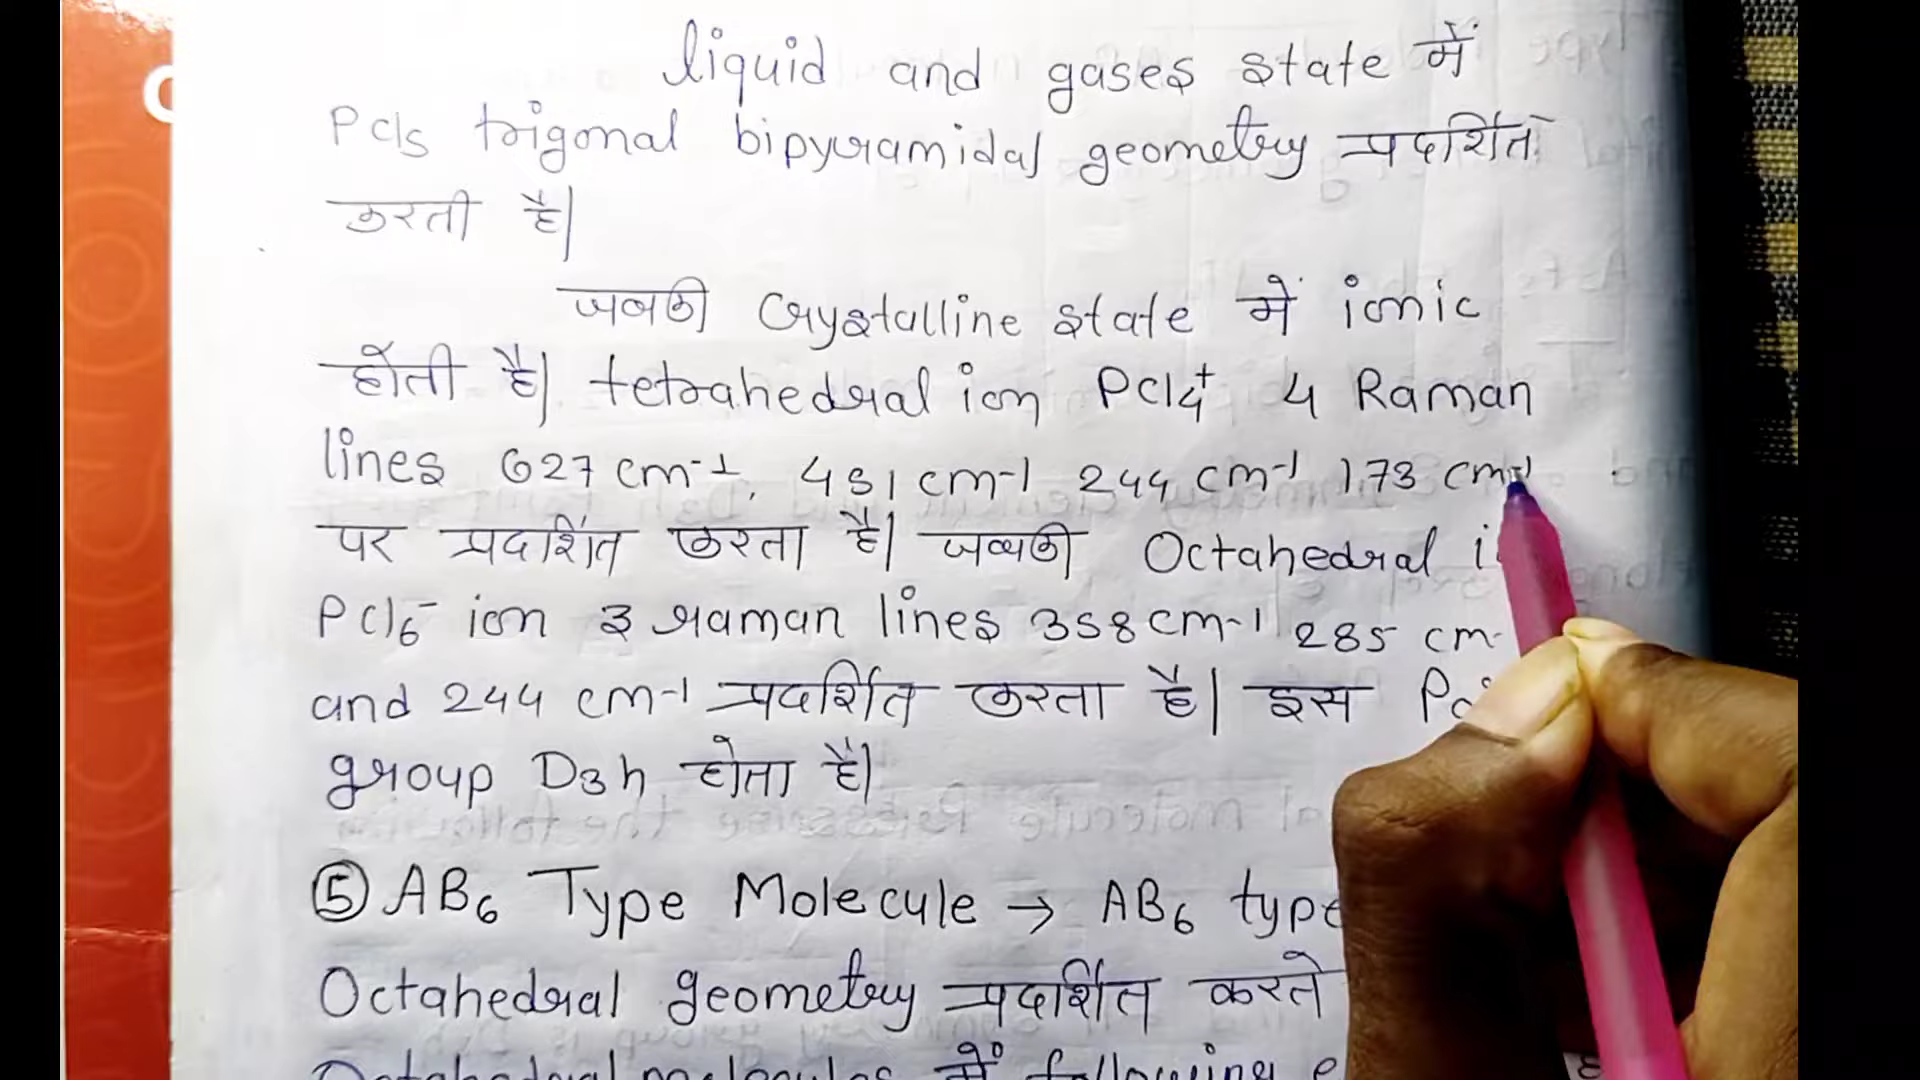 liquid and gases state में
PCl5 trigonal bipyramidal geometry प्रदर्शित
करती है।
जबकी Crystalline state में ionic
होती है। tetrahedral ion PCl4+ 4 Raman
lines 627 cm-1, 451 cm-1 244 cm-1 173 cm-1
पर प्रदर्शित करता है। जबकी Octahedral
PCl6- ion 3 raman lines 358 cm-1 285 cm-
and 244 cm-1 प्रदर्शित करता है। इस
group D3h होता है।
⑤ AB6 Type Molecule → AB6 type
Octahedral geometry प्रदर्शित करते
Octahedral molecules में following